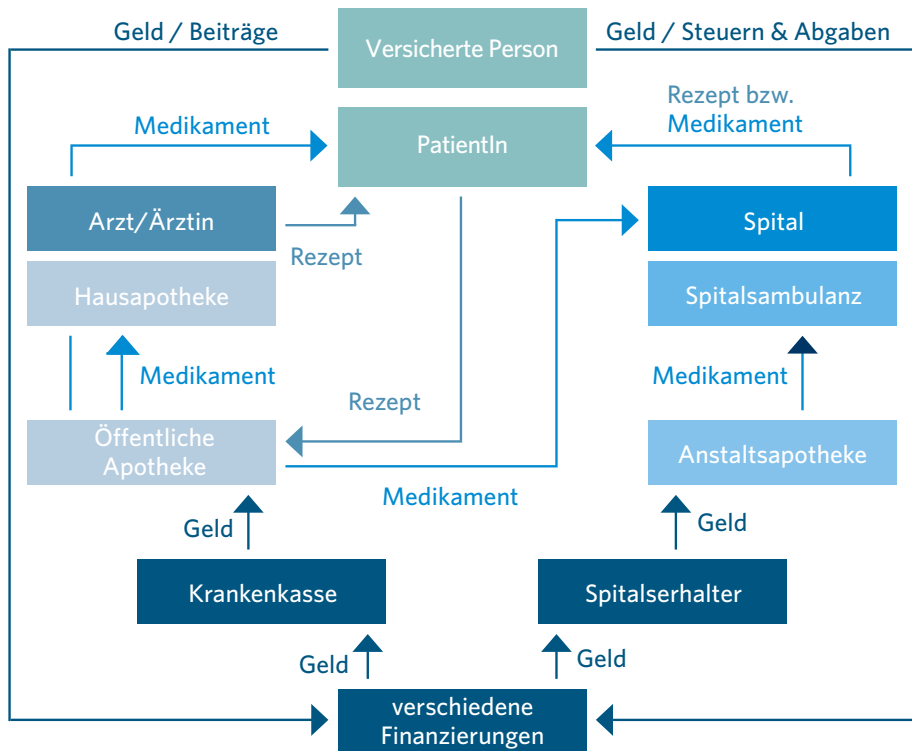 Geld / Beiträge
Versicherte Person
Geld / Steuern & Abgaben
Medikament
PatientIn
Rezept bzw.
Medikament
Arzt/Ärztin
Rezept
Spital
Hausapotheke
Spitalsambulanz
Medikament
Medikament
Rezept
Öffentliche
Apotheke
Anstaltsapotheke
Medikament
Geld
Geld
Krankenkasse
Spitalserhalter
Geld
Geld
verschiedene
Finanzierungen